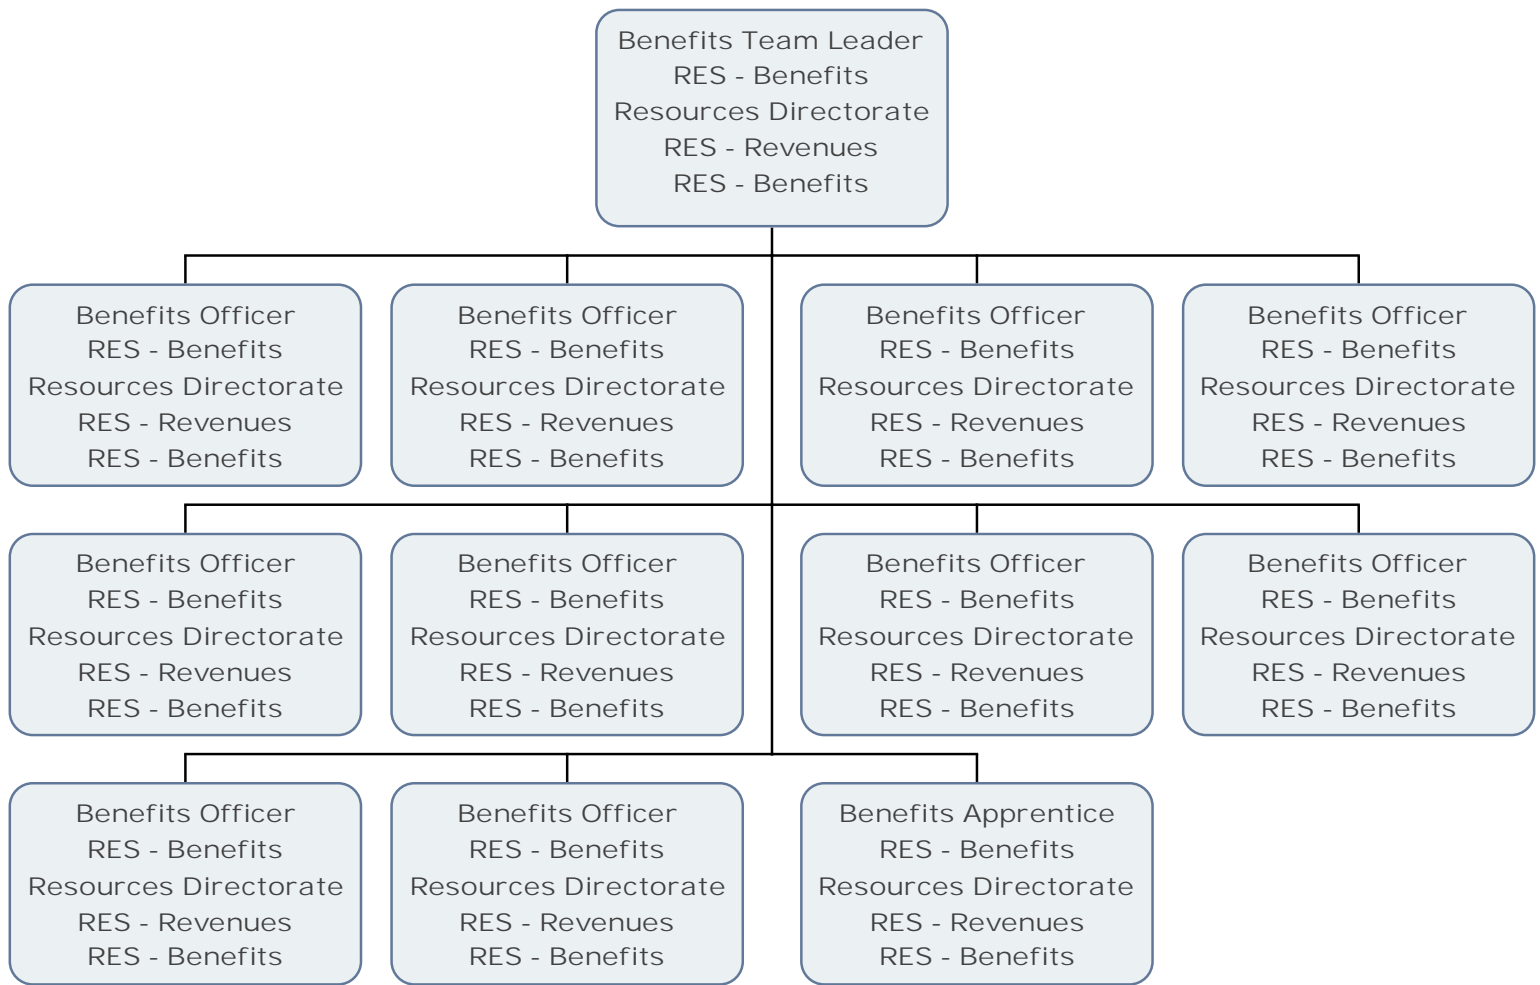 Benefits Team Leader
RES - Benefits
Resources Directorate
RES - Revenues
RES - Benefits
Benefits Officer
RES - Benefits
Resources Directorate
RES - Revenues
RES - Benefits
Benefits Officer
RES - Benefits
Resources Directorate
RES - Revenues
RES - Benefits
Benefits Officer
RES - Benefits
Resources Directorate
RES - Revenues
RES - Benefits
Benefits Officer
RES - Benefits
Resources Directorate
RES - Revenues
RES - Benefits
Benefits Officer
RES - Benefits
Resources Directorate
RES - Revenues
RES - Benefits
Benefits Officer
RES - Benefits
Resources Directorate
RES - Revenues
RES - Benefits
Benefits Officer
RES - Benefits
Resources Directorate
RES - Revenues
RES - Benefits
Benefits Officer
RES - Benefits
Resources Directorate
RES - Revenues
RES - Benefits
Benefits Officer
RES - Benefits
Resources Directorate
RES - Revenues
RES - Benefits
Benefits Officer
RES - Benefits
Resources Directorate
RES - Revenues
RES - Benefits
Benefits Apprentice
RES - Benefits
Resources Directorate
RES - Revenues
RES - Benefits